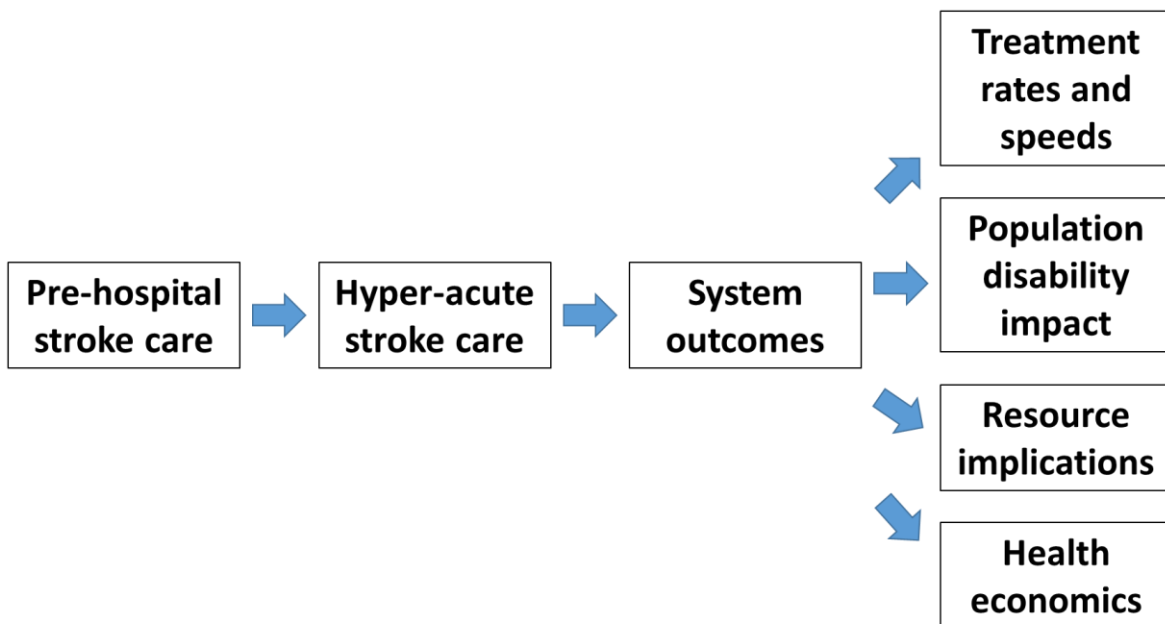 Pre-hospital
stroke care
Hyper-acute
stroke care
System
outcomes
Treatment
rates and
speeds
Population
disability
impact
Resource
implications
Health
economics